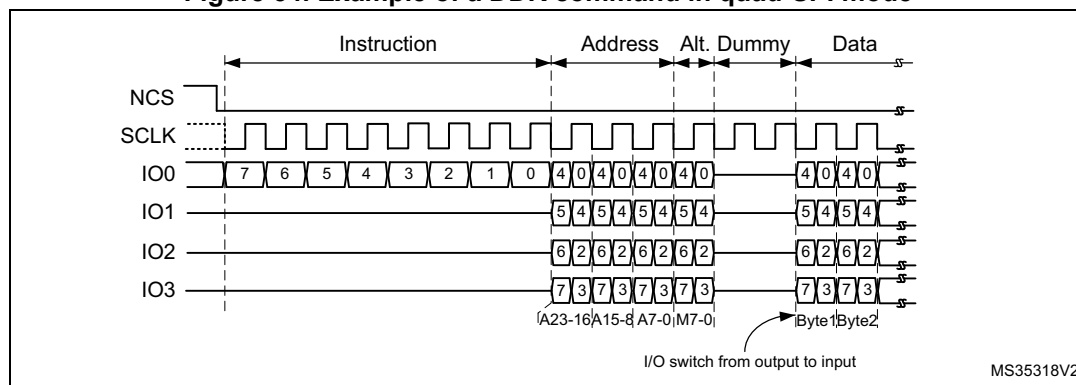 Example of a DDR command in quad-SPI mode
Instruction Address Alt. Dummy Data
NCS
SCLK
IO0 7 6 5 4 3 2 1 0 4 0 4 0 4 0 4 0 4 0 4 0
IO1 5 4 5 4 5 4 5 4 5 4 5 4
IO2 6 2 6 2 6 2 6 2 6 2 6 2
IO3 7 3 7 3 7 3 7 3 7 3 7 3
A23-16 A15-8 A7-0 M7-0 Byte1 Byte2
I/O switch from output to input
MS35318V2